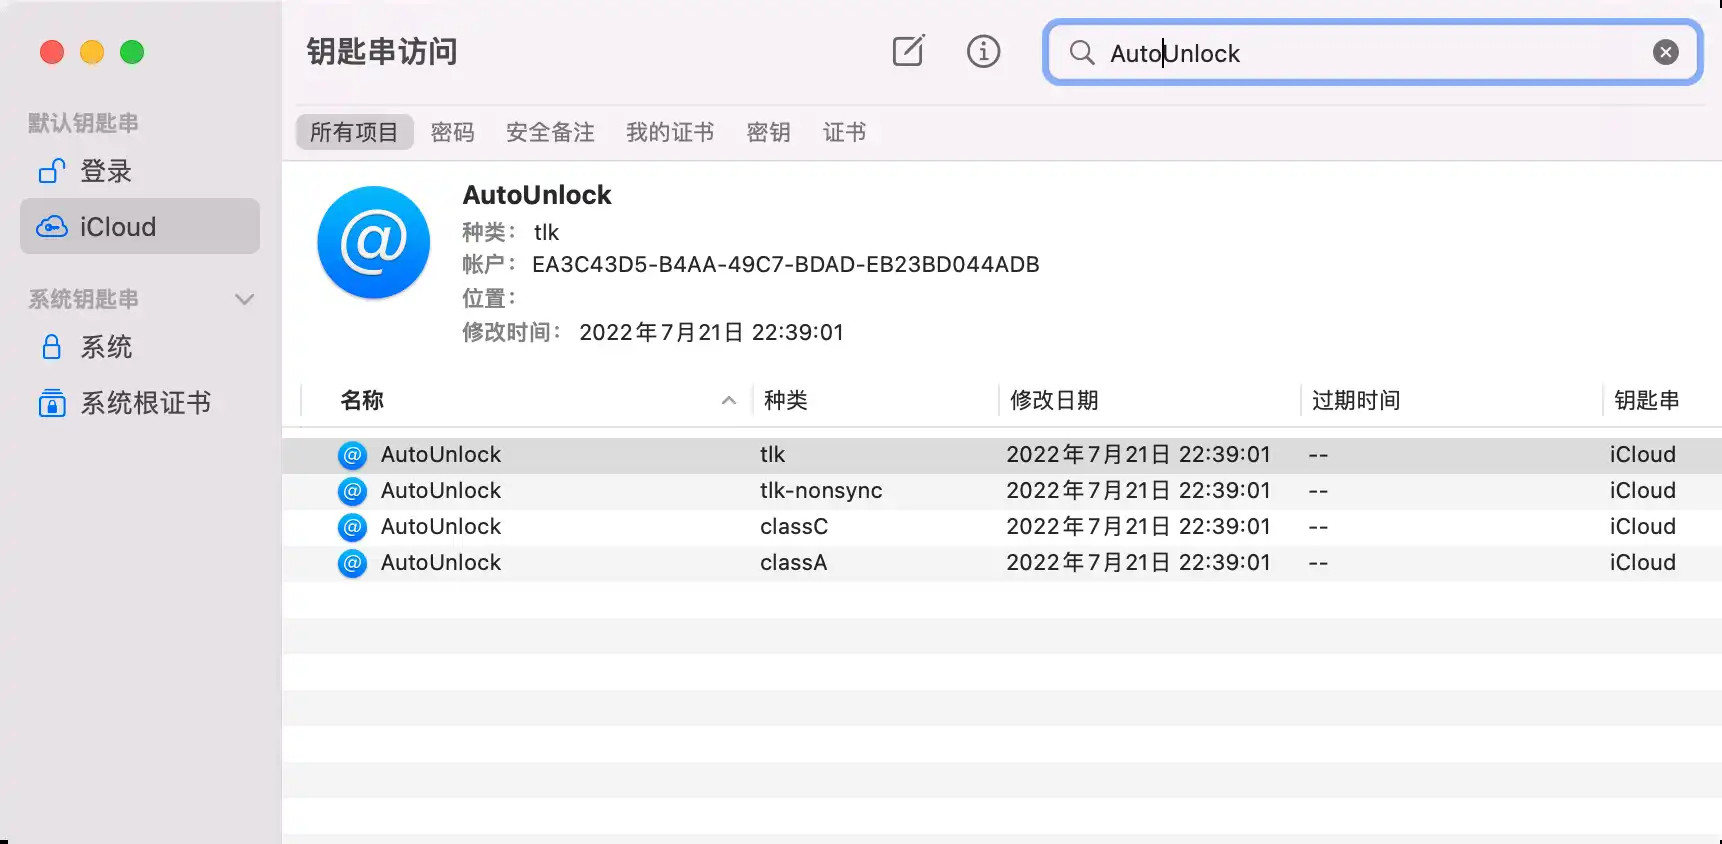 钥匙串访问
AutoUnlock
默认钥匙串
登录
iCloud
系统钥匙串
系统
系统根证书
所有项目 密码 安全备注 我的证书 密钥 证书
@
AutoUnlock
种类： tlk
帐户： EA3C43D5-B4AA-49C7-BDAD-EB23BD044ADB
位置：
修改时间： 2022年7月21日 22:39:01
名称 种类 修改日期 过期时间 钥匙串
@ AutoUnlock tlk 2022年7月21日 22:39:01 -- iCloud
@ AutoUnlock tlk-nonsync 2022年7月21日 22:39:01 -- iCloud
@ AutoUnlock classC 2022年7月21日 22:39:01 -- iCloud
@ AutoUnlock classA 2022年7月21日 22:39:01 -- iCloud